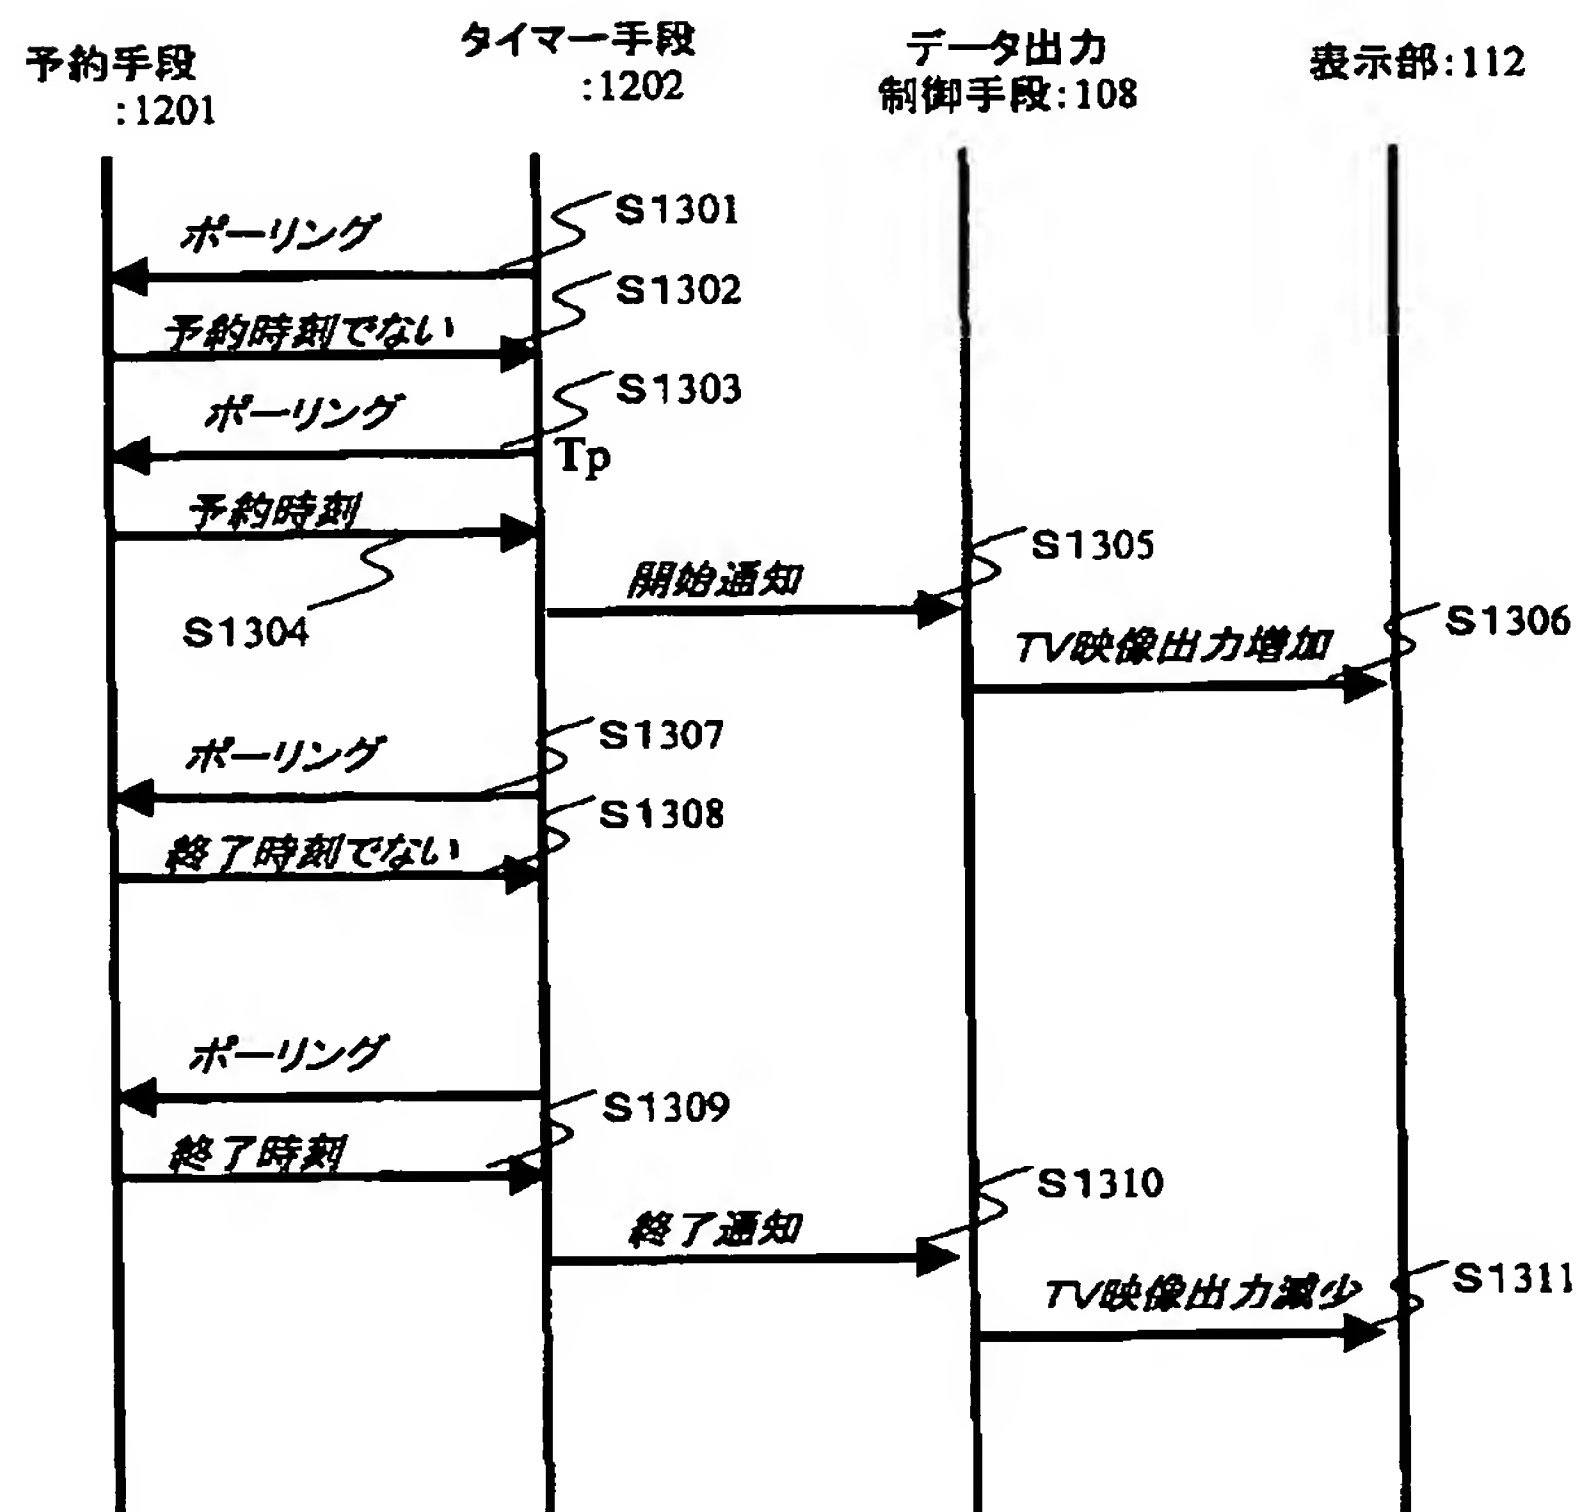 予約手段
:1201
タイマー手段
:1202
データ出力
制御手段:108
表示部:112
S1301
ポーリング
S1302
予約時刻でない
S1303
ポーリング
Tp
予約時刻
S1304
S1305
開始通知
S1306
TV映像出力増加
S1307
ポーリング
S1308
終了時刻でない
ポーリング
S1309
終了時刻
S1310
終了通知
S1311
TV映像出力減少